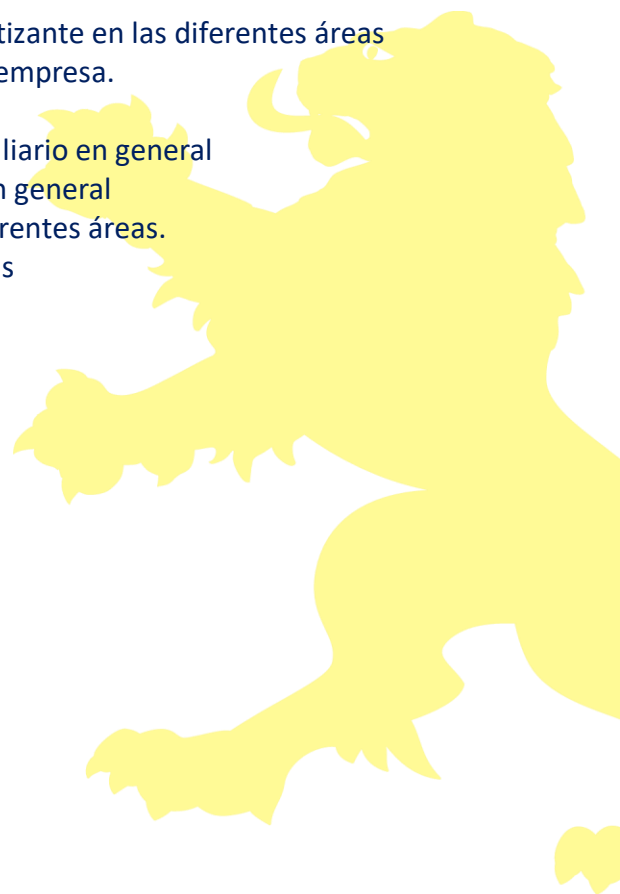 tizante en las diferentes áreas
empresa.
liario en general
n general
rentes áreas.
s